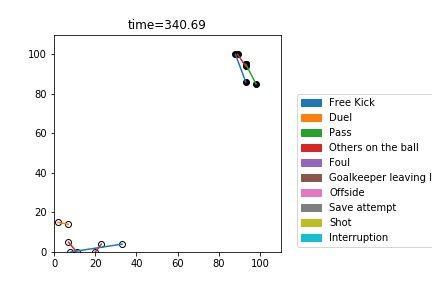 time=340.69
100
80
60
40
20
0
0 20 40 60 80 100
Free Kick
Duel
Pass
Others on the ball
Foul
Goalkeeper leaving l
Offside
Save attempt
Shot
Interruption